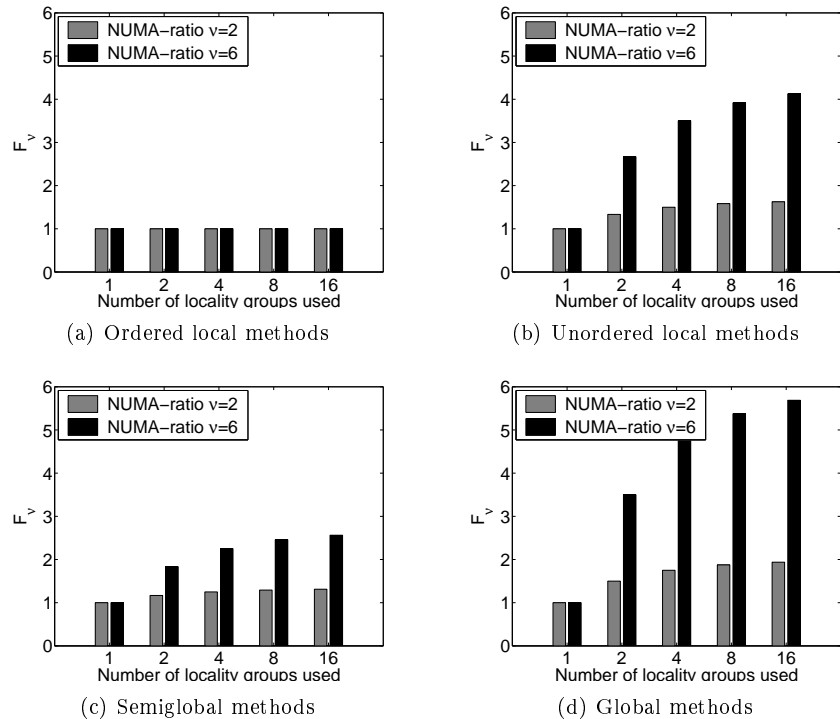 6
5
4
3
2
1
0
F_ν
NUMA−ratio ν=2
NUMA−ratio ν=6
1 2 4 8 16
Number of locality groups used
(a) Ordered local methods
6
5
4
3
2
1
0
F_ν
NUMA−ratio ν=2
NUMA−ratio ν=6
1 2 4 8 16
Number of locality groups used
(b) Unordered local methods
6
5
4
3
2
1
0
F_ν
NUMA−ratio ν=2
NUMA−ratio ν=6
1 2 4 8 16
Number of locality groups used
(c) Semiglobal methods
6
5
4
3
2
1
0
F_ν
NUMA−ratio ν=2
NUMA−ratio ν=6
1 2 4 8 16
Number of locality groups used
(d) Global methods